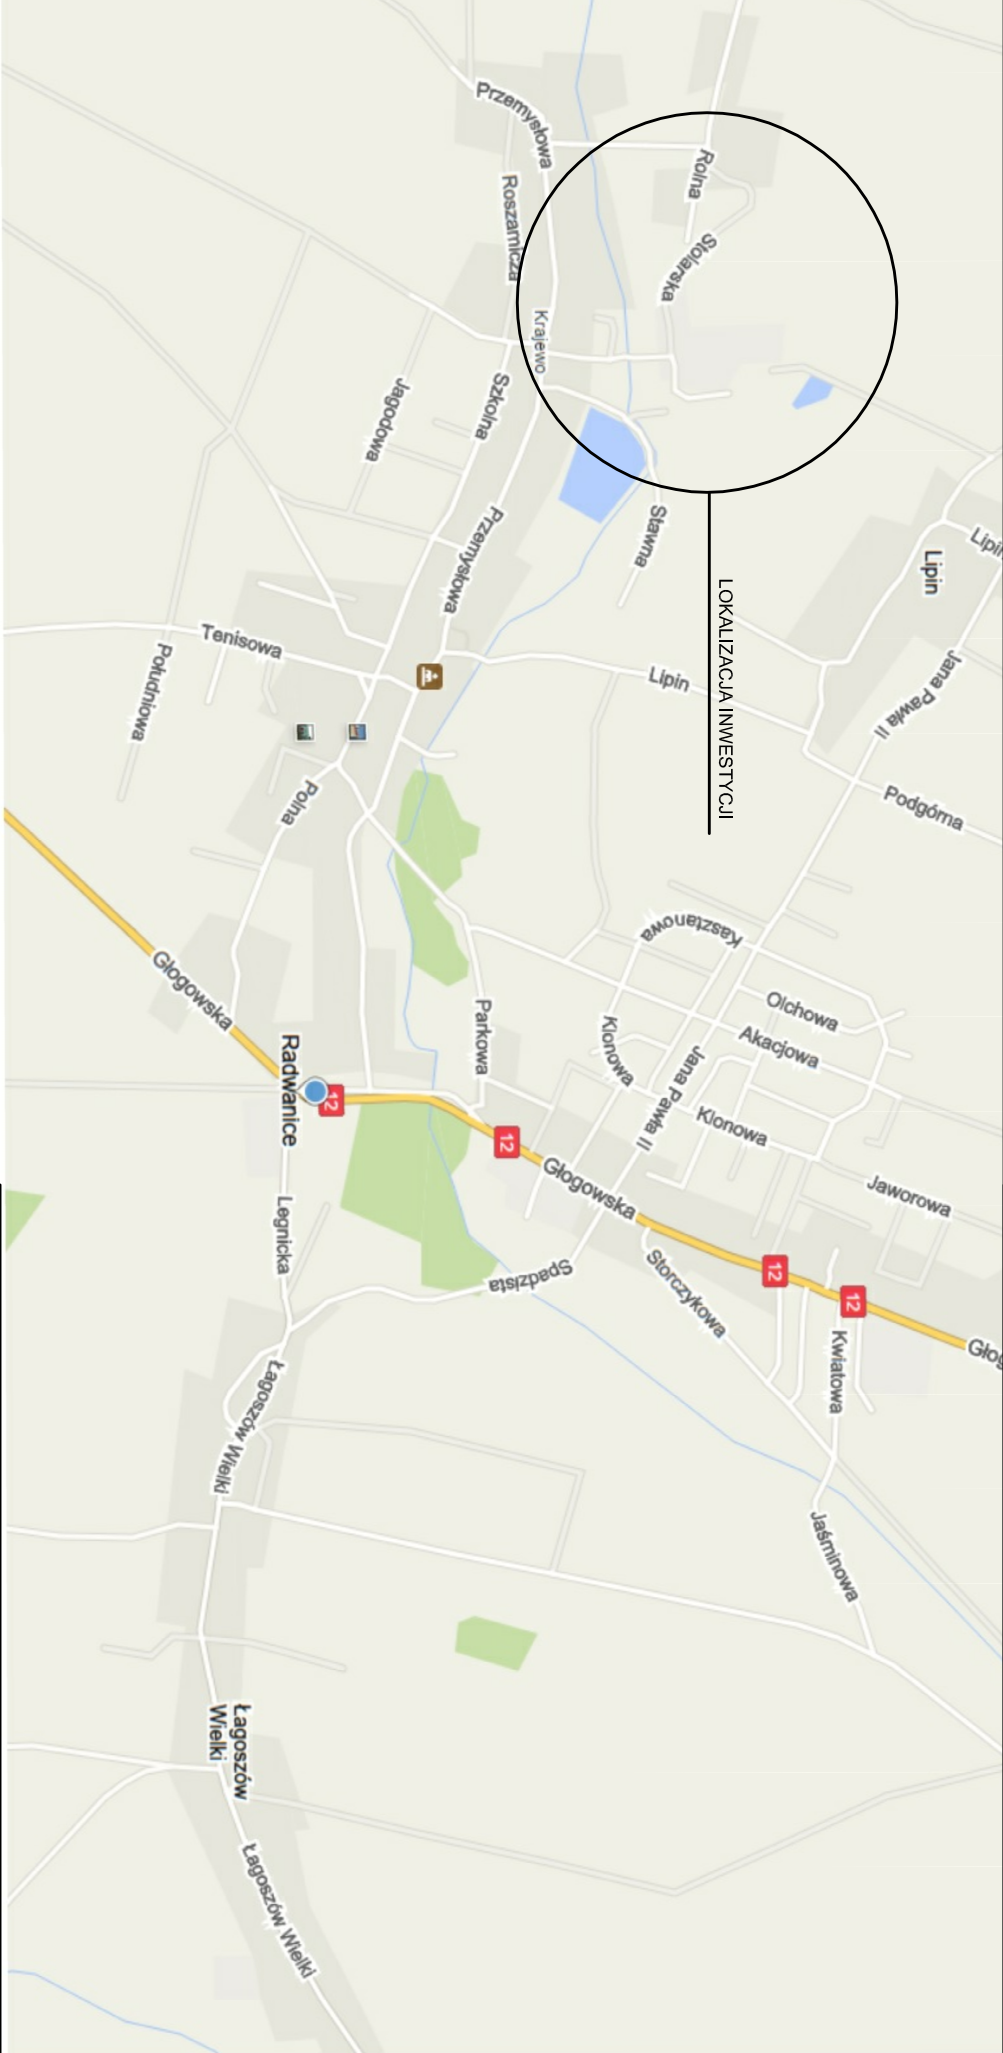 Lipin
Głog
Lipin
Jana Pawła II
Podgórna
Jaworowa
12
Kwiatowa
Jaśminowa
Olchowa
Akacjowa
12
LOKALIZACJA INWESTYCJI
Klonowa
Rolna
Stolarska
Lipin
Kasztanowa
Jana Pawła II
Storczykowa
Stawna
Klonowa
Głogowska
Przemysłowa
Krajewo
Roszarnicza
Szkolna
Przemysłowa
Parkowa
12
Spadzista
Jagodowa
12
Radwanice
Legnicka
Polna
Tenisowa
Łagoszów Wielki
Łagoszów
Wielki
Łagoszów Wielki
Głogowska
Południowa